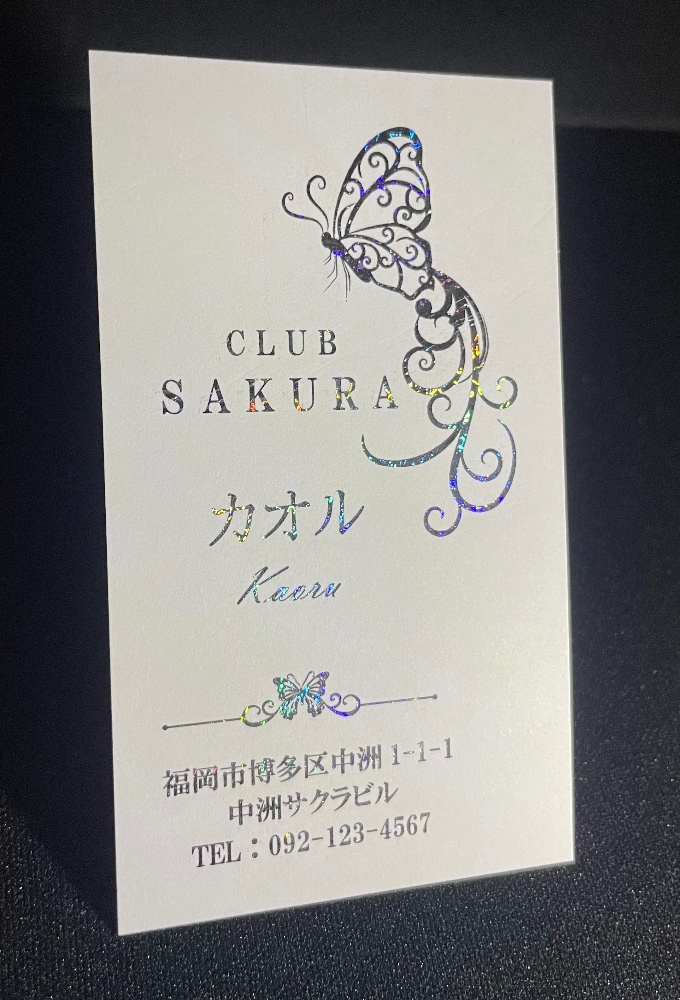 CLUB
SAKURA
カオル
Kaoru
福岡市博多区中洲1-1-1
中洲サクラビル
TEL：092-123-4567